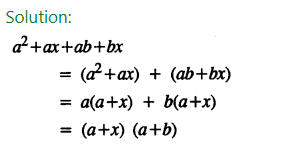 Solution:
a²+ax+ab+bx
= (a²+ax) + (ab+bx)
= a(a+x) + b(a+x)
= (a+x) (a+b)